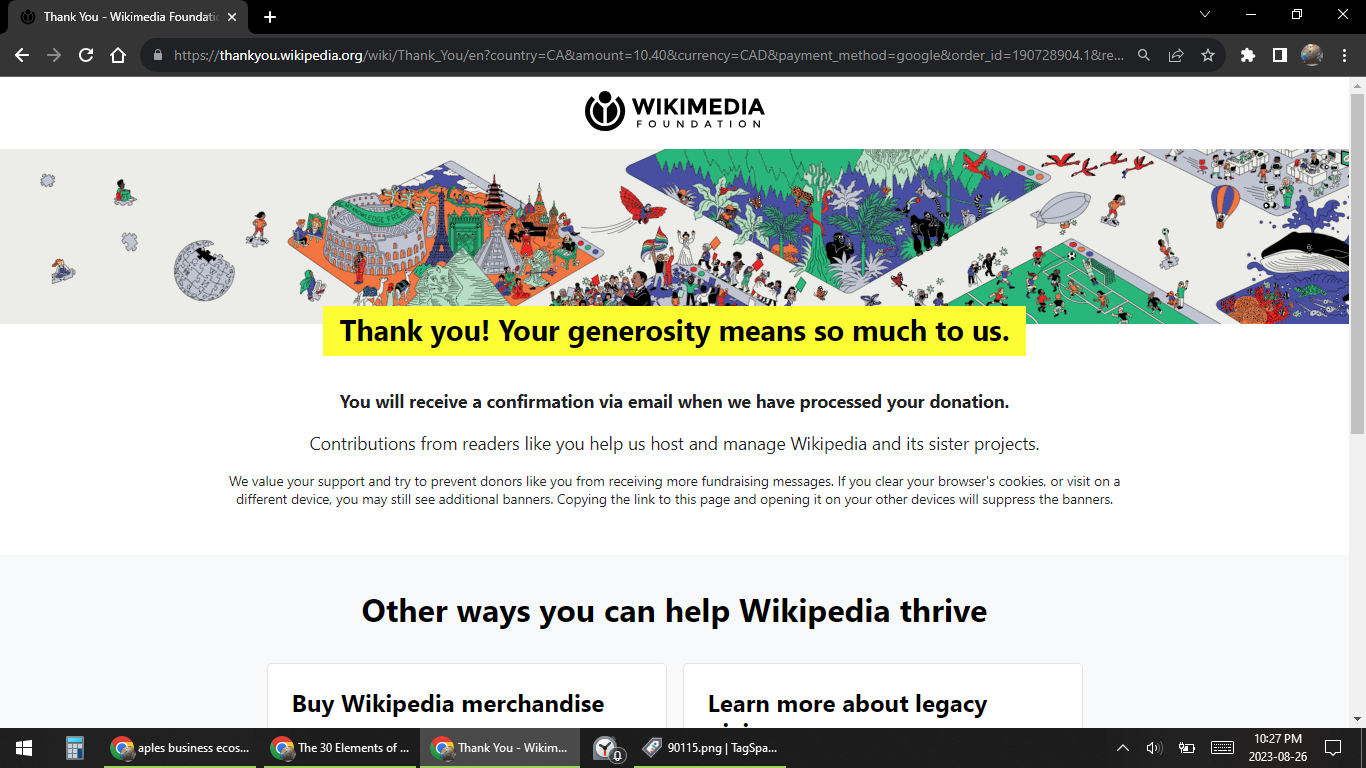 Thank You - Wikimedia Foundatic
https://thankyou.wikipedia.org/wiki/Thank_You/en?country=CA&amount=10.40&currency=CAD&payment_method=google&order_id=190728904.1&re...
WIKIMEDIA
FOUNDATION
KNOWLEDGE FREE
Thank you! Your generosity means so much to us.
You will receive a confirmation via email when we have processed your donation.
Contributions from readers like you help us host and manage Wikipedia and its sister projects.
We value your support and try to prevent donors like you from receiving more fundraising messages. If you clear your browser's cookies, or visit on a
different device, you may still see additional banners. Copying the link to this page and opening it on your other devices will suppress the banners.
Other ways you can help Wikipedia thrive
Buy Wikipedia merchandise
Learn more about legacy
aples business ecos...
The 30 Elements of ...
Thank You - Wikim...
90115.png | TagSpa...
10:27 PM
2023-08-26